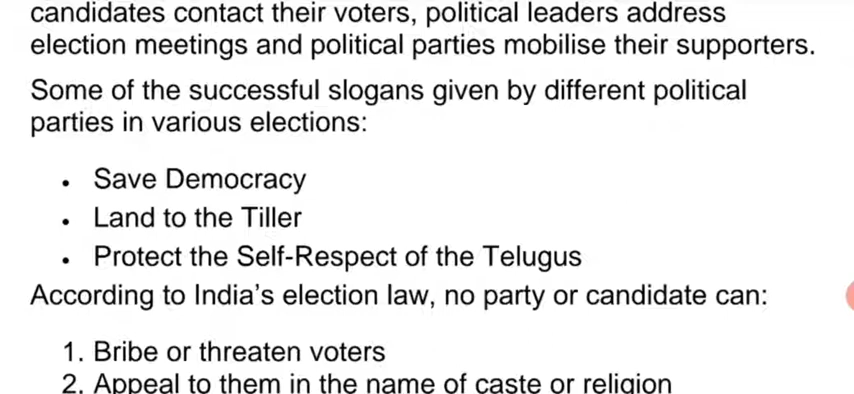 candidates contact their voters, political leaders address
election meetings and political parties mobilise their supporters.
Some of the successful slogans given by different political
parties in various elections:
• Save Democracy
• Land to the Tiller
• Protect the Self-Respect of the Telugus
According to India’s election law, no party or candidate can:
1. Bribe or threaten voters
2. Appeal to them in the name of caste or religion